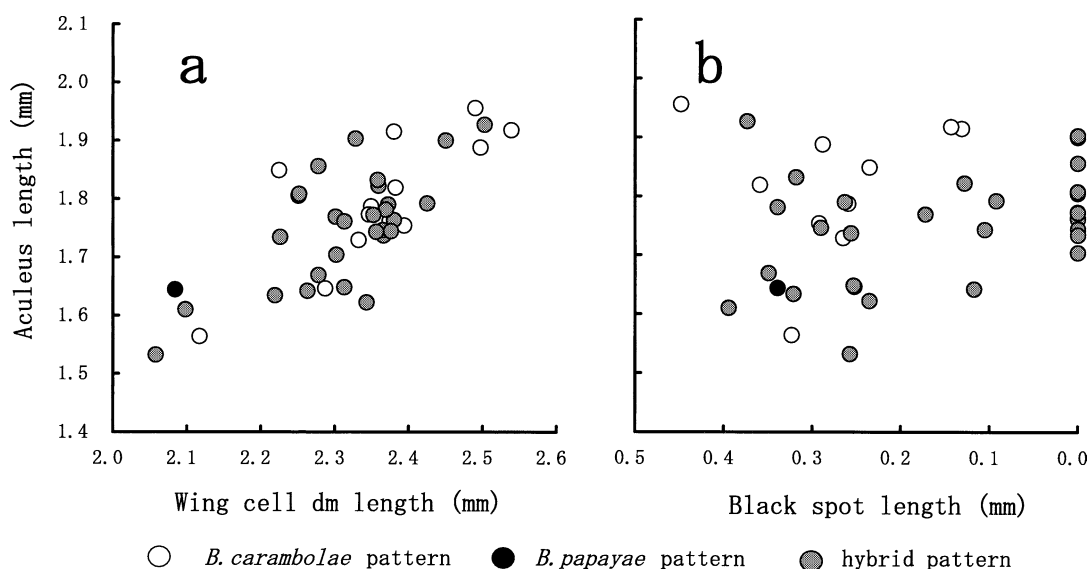 a
b
Aculeus length (mm)
2.1
2.0
1.9
1.8
1.7
1.6
1.5
1.4
2.0 2.1 2.2 2.3 2.4 2.5 2.6
0.5 0.4 0.3 0.2 0.1 0.0
Wing cell dm length (mm)
Black spot length (mm)
B.carambolae pattern
B.papayae pattern
hybrid pattern